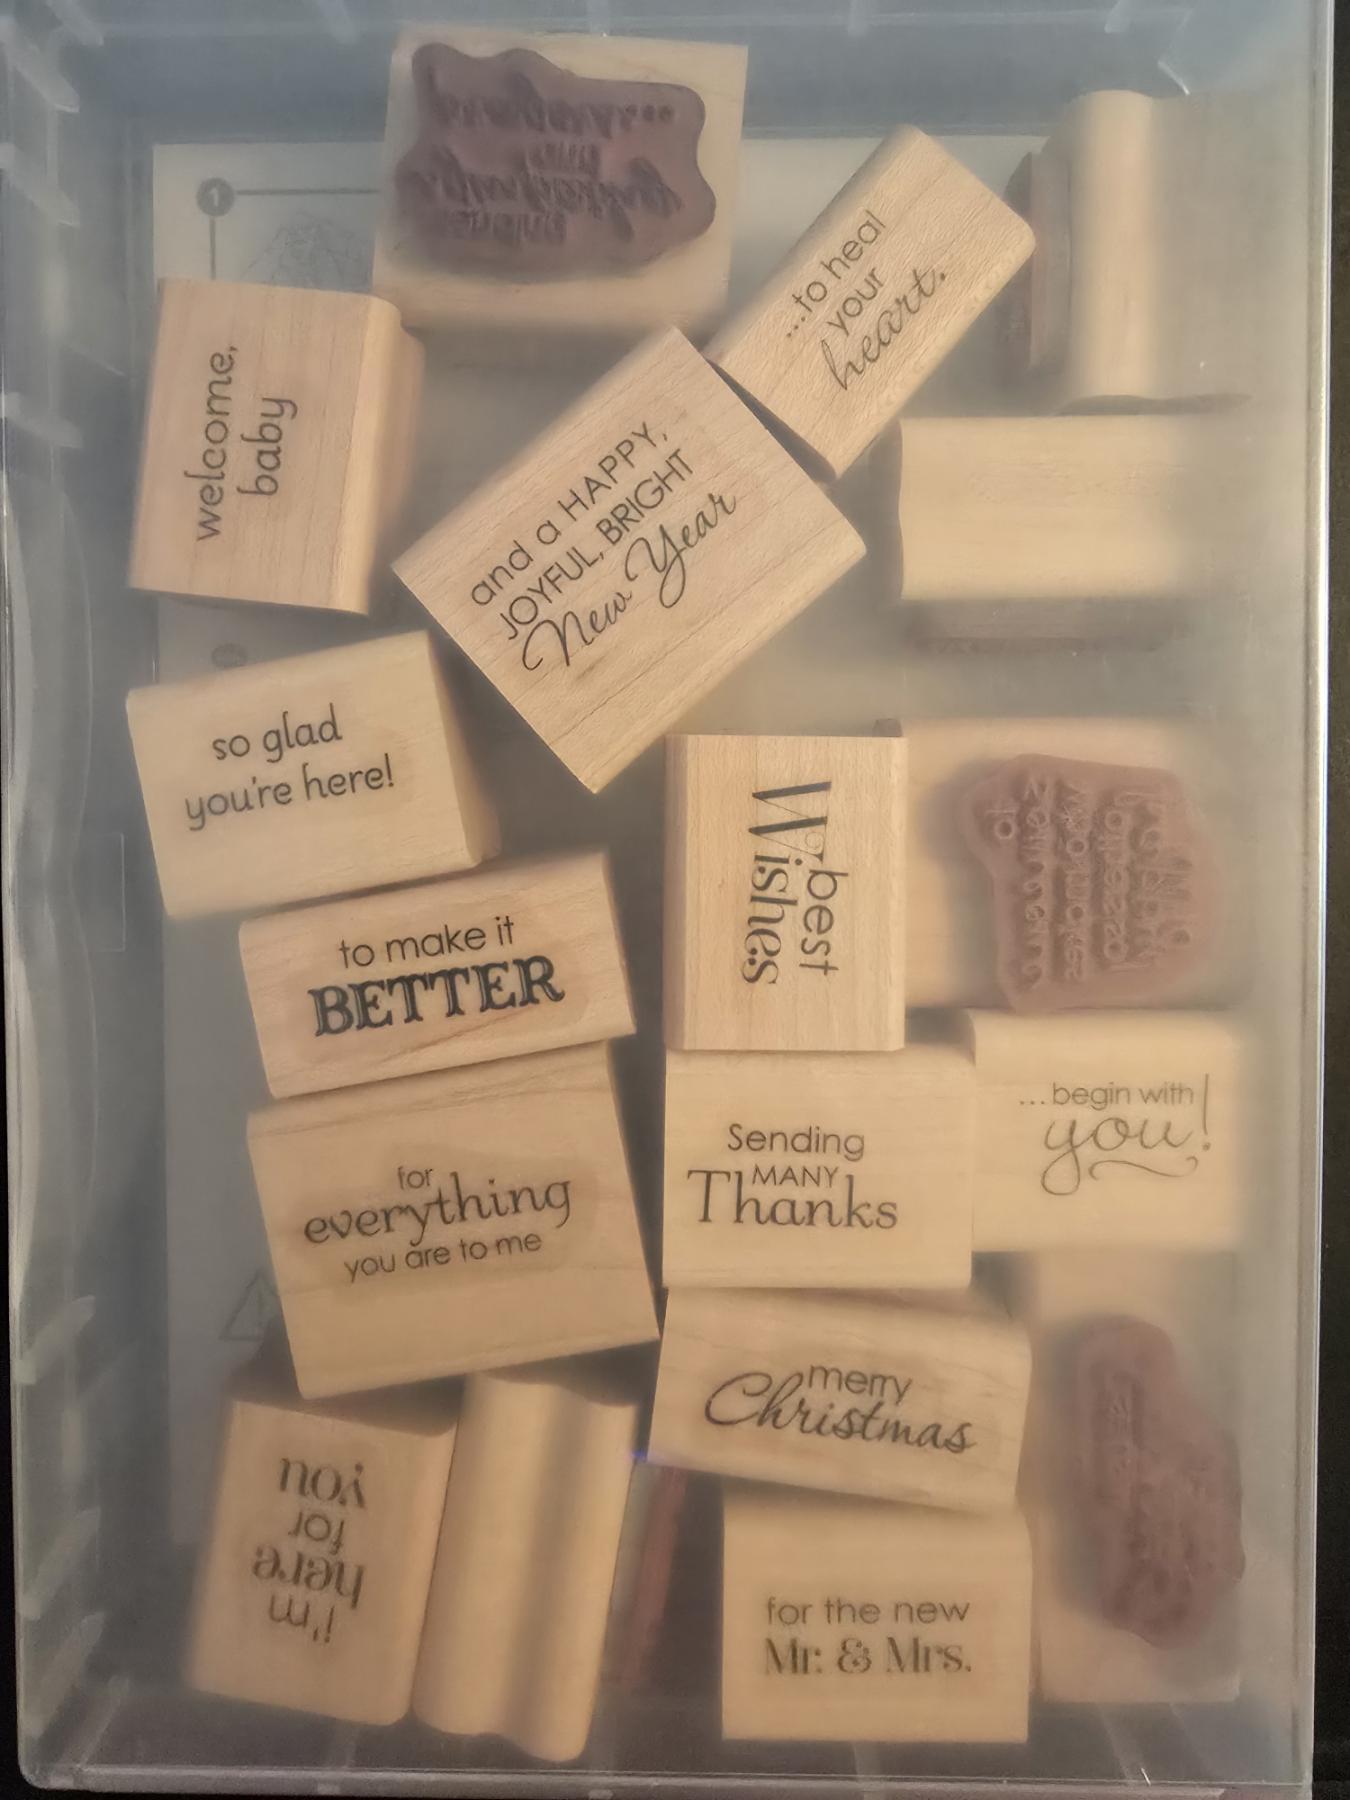 1
...to heal
your
heart.
welcome,
baby
and a HAPPY,
JOYFUL, BRIGHT
New Year
so glad
you're here!
best
Wishes
to make it
BETTER
...begin with
you!
Sending
MANY
Thanks
for
everything
you are to me
merry
Christmas
i'm
here
for
you
for the new
Mr. & Mrs.